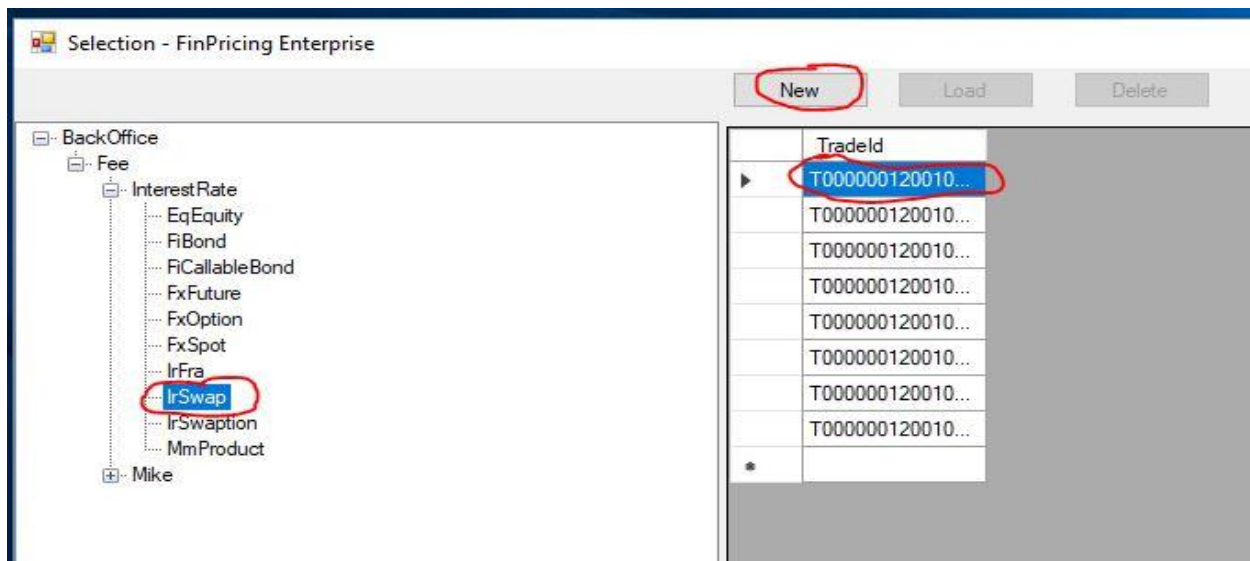 Selection - FinPricing Enterprise
New Load Delete
BackOffice
Fee
InterestRate
EqEquity
FiBond
FiCallableBond
FxFuture
FxOption
FxSpot
IrFra
IrSwap
IrSwaption
MmProduct
Mike
TradeId
T000000120010...
T000000120010...
T000000120010...
T000000120010...
T000000120010...
T000000120010...
T000000120010...
T000000120010...